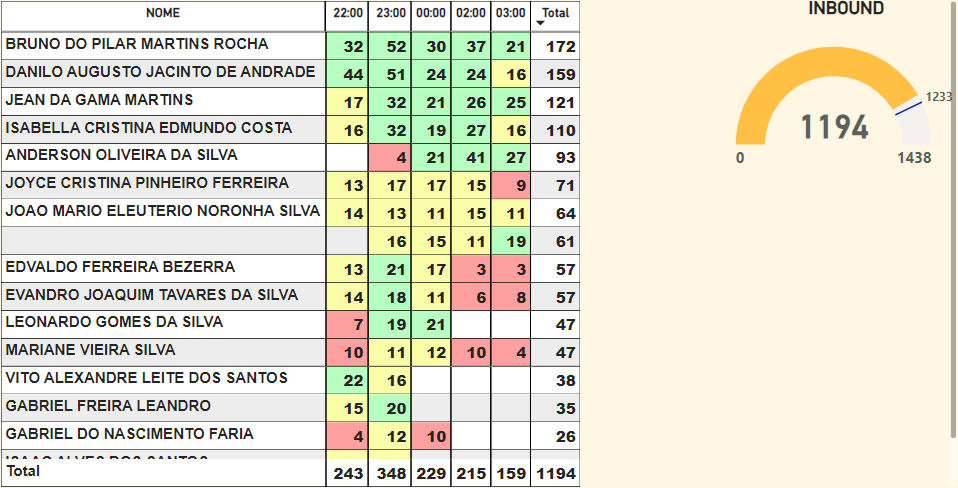 NOME 22:00 23:00 00:00 02:00 03:00 Total
BRUNO DO PILAR MARTINS ROCHA 32 52 30 37 21 172
DANILO AUGUSTO JACINTO DE ANDRADE 44 51 24 24 16 159
JEAN DA GAMA MARTINS 17 32 21 26 25 121
ISABELLA CRISTINA EDMUNDO COSTA 16 32 19 27 16 110
ANDERSON OLIVEIRA DA SILVA 4 21 41 27 93
JOYCE CRISTINA PINHEIRO FERREIRA 13 17 17 15 9 71
JOAO MARIO ELEUTERIO NORONHA SILVA 14 13 11 15 11 64
16 15 11 19 61
EDVALDO FERREIRA BEZERRA 13 21 17 3 3 57
EVANDRO JOAQUIM TAVARES DA SILVA 14 18 11 6 8 57
LEONARDO GOMES DA SILVA 7 19 21 47
MARIANE VIEIRA SILVA 10 11 12 10 4 47
VITO ALEXANDRE LEITE DOS SANTOS 22 16 38
GABRIEL FREIRA LEANDRO 15 20 35
GABRIEL DO NASCIMENTO FARIA 4 12 10 26
Total 243 348 229 215 159 1194
INBOUND
1233
1194
0 1438